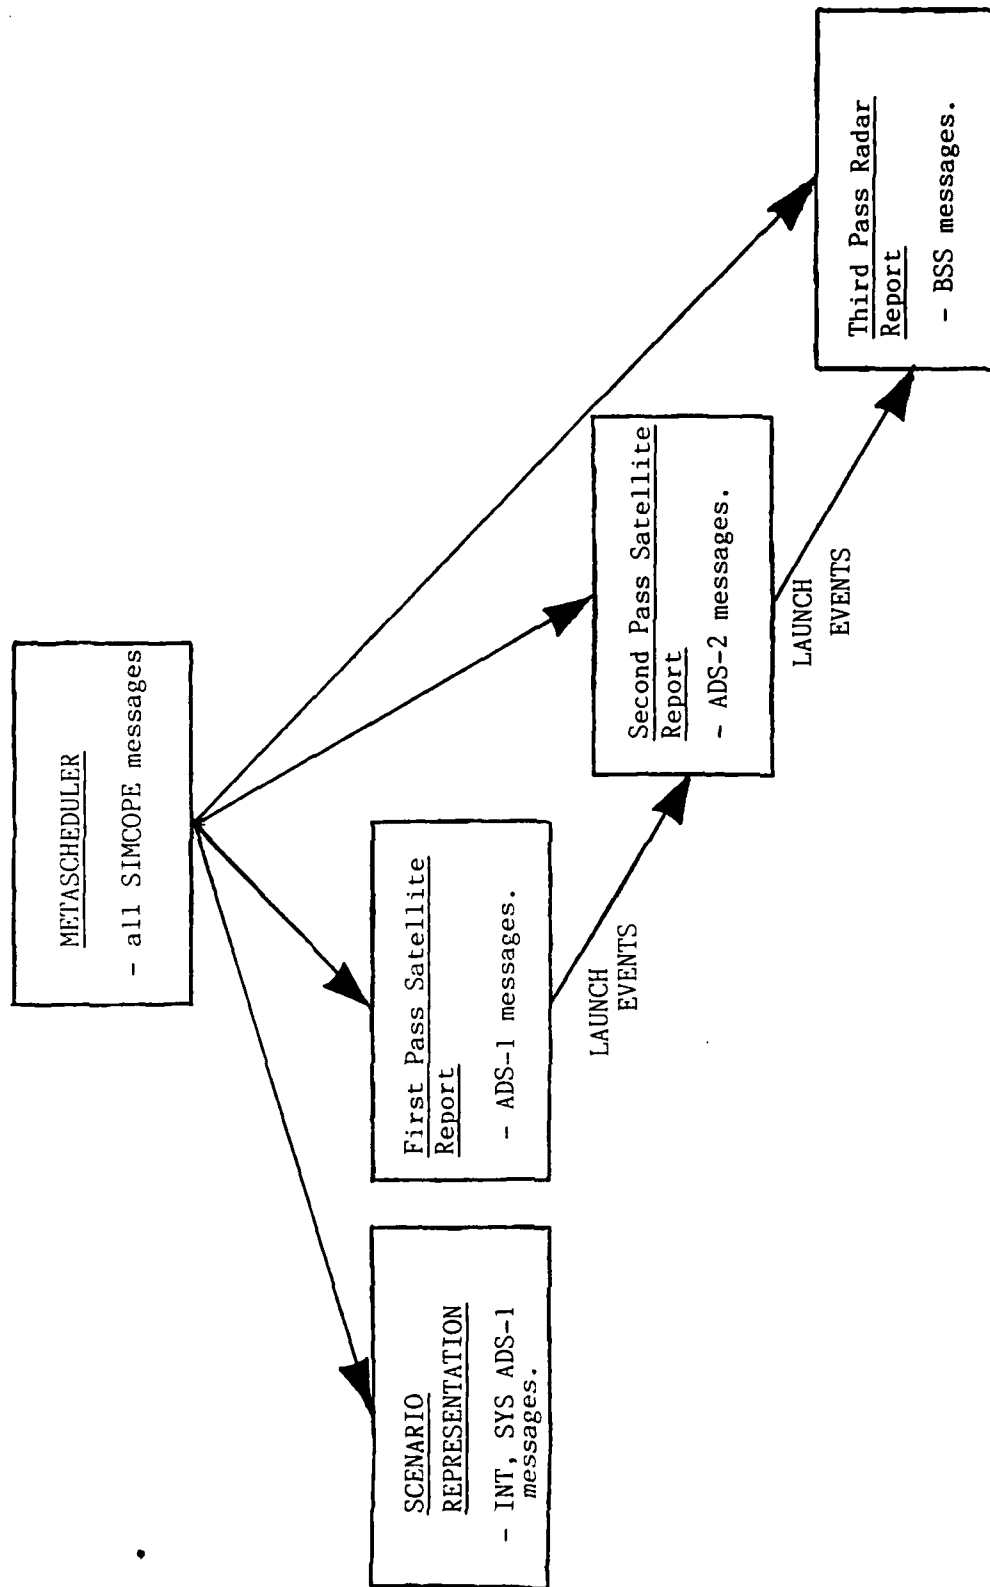 METASCHEDULER
- all SIMCOPE messages
SCENARIO
REPRESENTATION
- INT, SYS ADS-1
messages.
First Pass Satellite
Report
- ADS-1 messages.
LAUNCH
EVENTS
Second Pass Satellite
Report
- ADS-2 messages.
LAUNCH
EVENTS
Third Pass Radar
Report
- BSS messages.